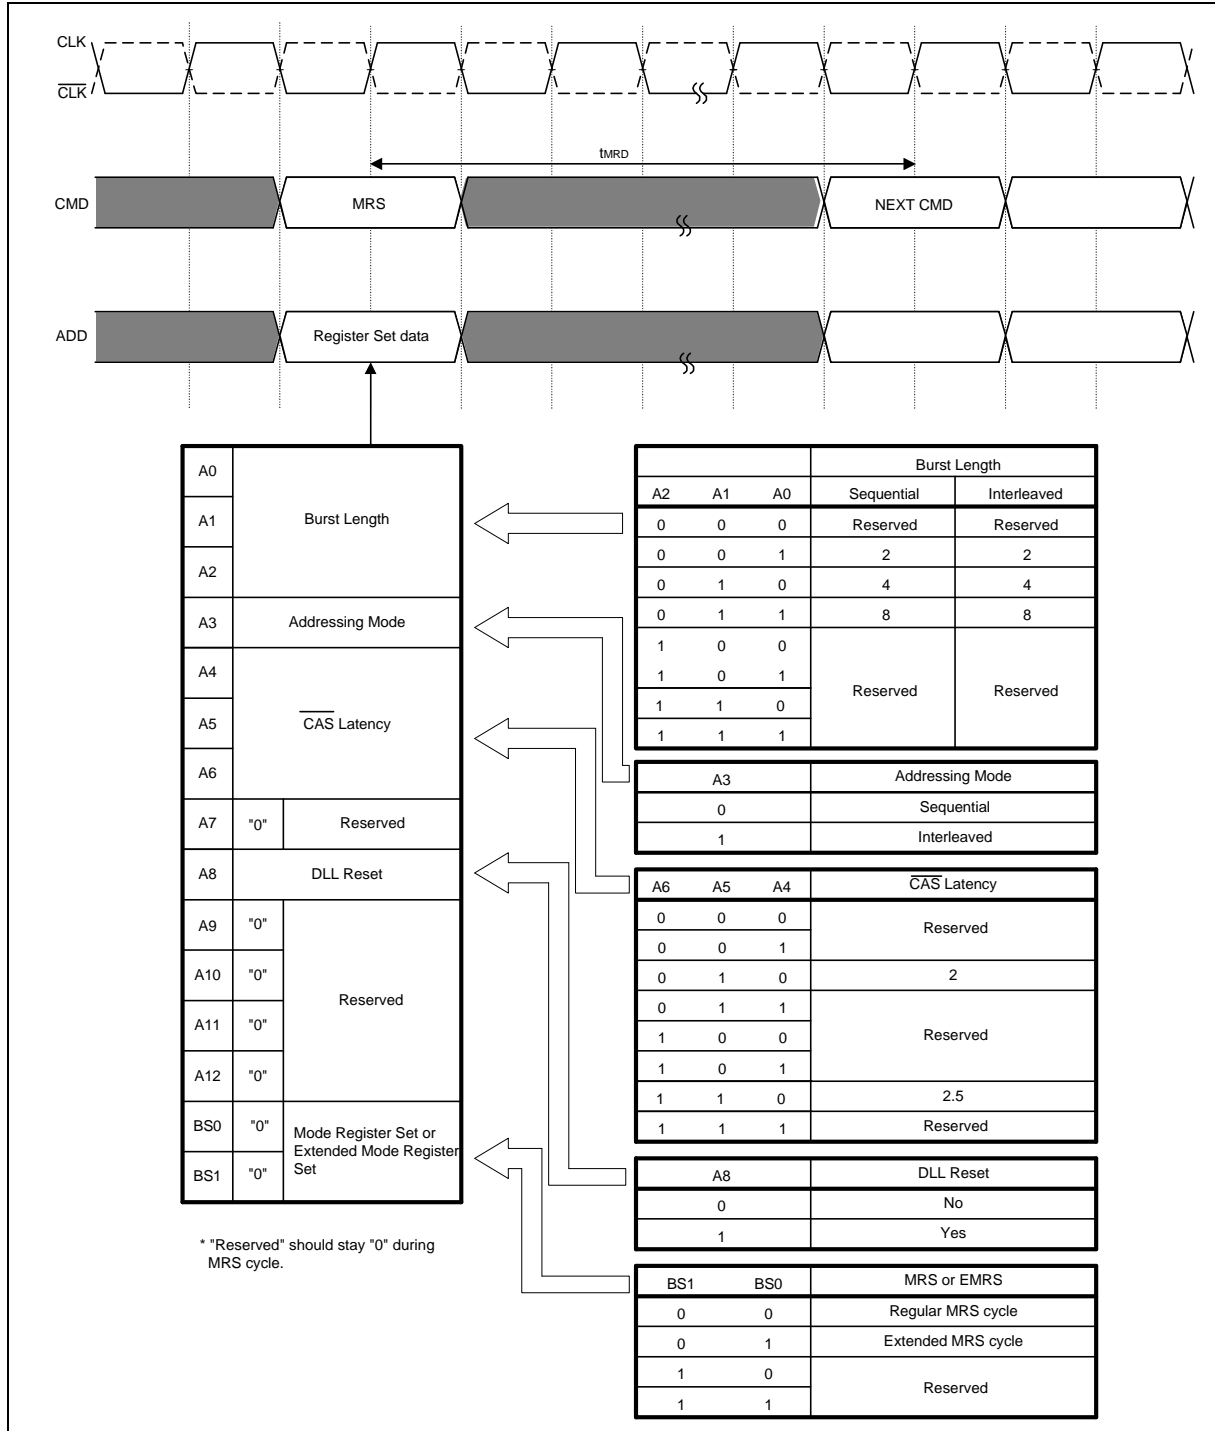 CLK
CLK
tMRD
CMD MRS NEXT CMD
ADD Register Set data
A0
A1 Burst Length
A2
A3 Addressing Mode
A4
A5 CAS Latency
A6
A7 "0" Reserved
A8 DLL Reset
A9 "0"
A10 "0"
Reserved
A11 "0"
A12 "0"
BS0 "0"
Mode Register Set or
Extended Mode Register
Set
BS1 "0"
* "Reserved" should stay "0" during
MRS cycle.
Burst Length
A2 A1 A0 Sequential Interleaved
0 0 0 Reserved Reserved
0 0 1 2 2
0 1 0 4 4
0 1 1 8 8
1 0 0
1 0 1
Reserved Reserved
1 1 0
1 1 1
A3 Addressing Mode
0 Sequential
1 Interleaved
A6 A5 A4 CAS Latency
0 0 0
Reserved
0 0 1
0 1 0 2
0 1 1
1 0 0 Reserved
1 0 1
1 1 0 2.5
1 1 1 Reserved
A8 DLL Reset
0 No
1 Yes
BS1 BS0 MRS or EMRS
0 0 Regular MRS cycle
0 1 Extended MRS cycle
1 0
Reserved
1 1